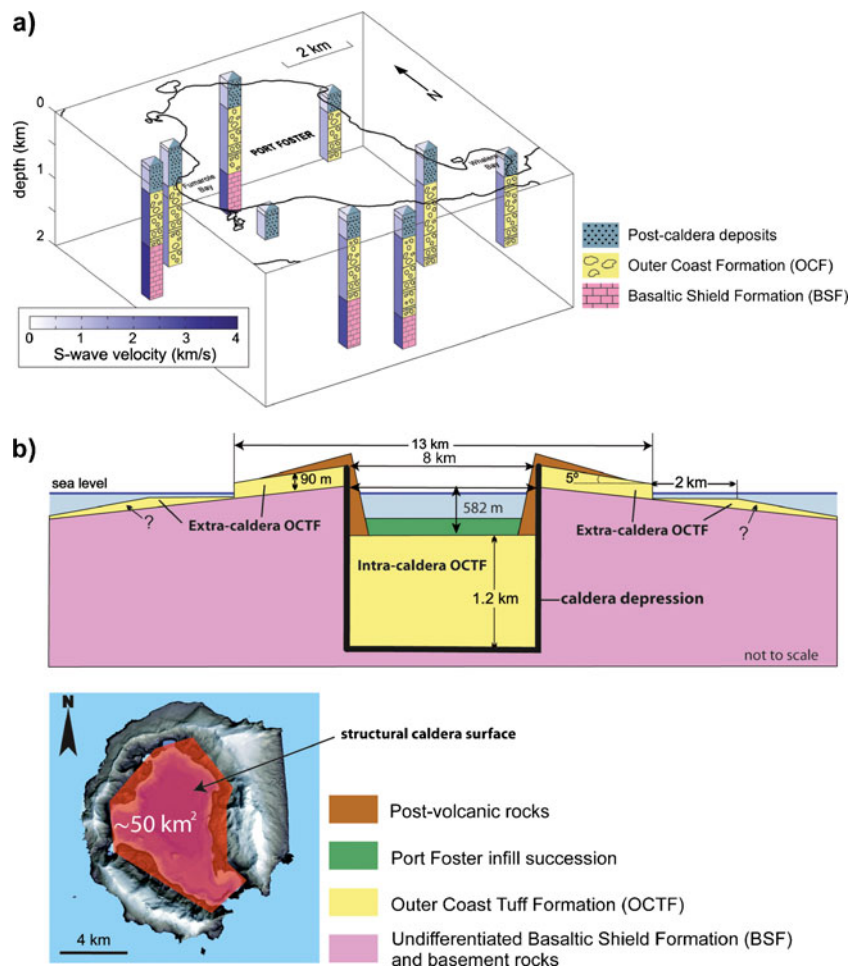 a)
2 km
N
0
1
2
depth (km)
PORT FOSTER
Fumarole
Bay
Whalers
Bay
0 1 2 3 4
S-wave velocity (km/s)
Post-caldera deposits
Outer Coast Formation (OCF)
Basaltic Shield Formation (BSF)
b)
13 km
8 km
sea level
90 m
5°
2 km
582 m
?
Extra-caldera OCTF
Extra-caldera OCTF
?
Intra-caldera OCTF
1.2 km
caldera depression
not to scale
N
structural caldera surface
~50 km²
4 km
Post-volcanic rocks
Port Foster infill succession
Outer Coast Tuff Formation (OCTF)
Undifferentiated Basaltic Shield Formation (BSF)
and basement rocks